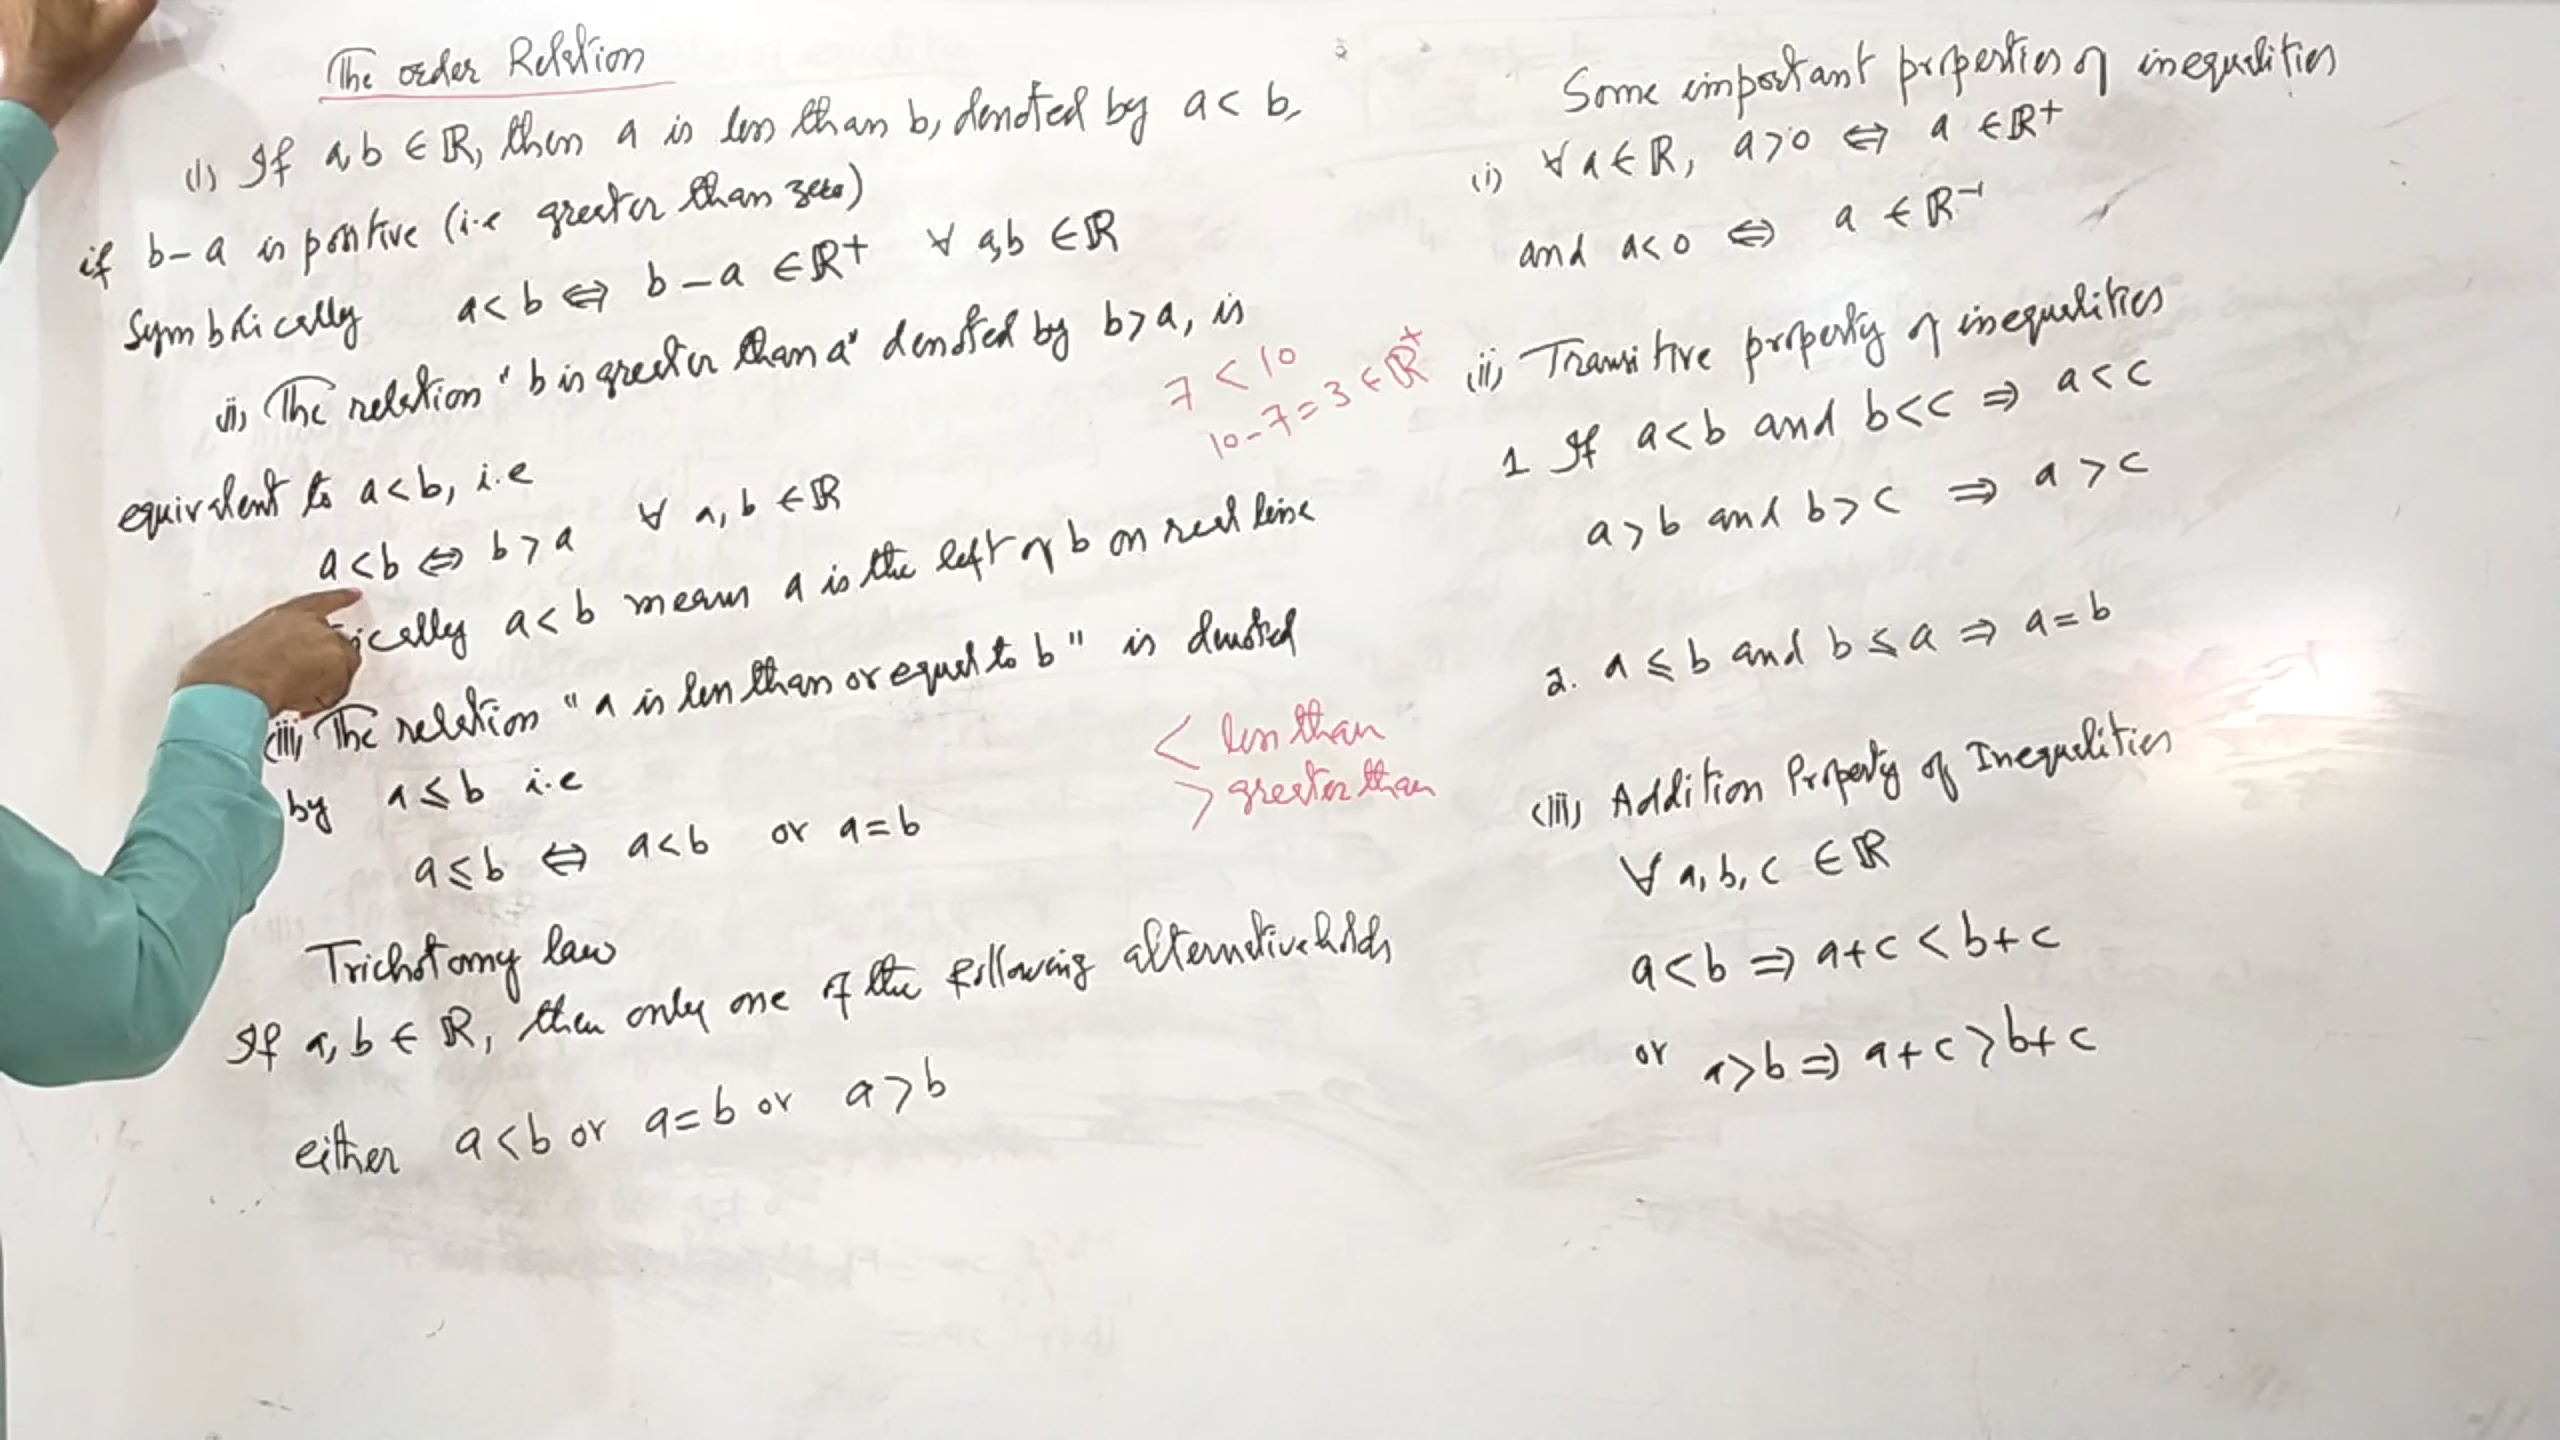 The order Relation
(1) If a,b ∈ ℝ, then a is less than b, denoted by a < b,
if b - a is positive (i.e greater than zero)
Symbolically a < b ⇔ b - a ∈ ℝ⁺ ∀ a,b ∈ ℝ
ii, The relation "b is greater than a" denoted by b > a, is
equivalent to a < b, i.e
a < b ⇔ b > a ∀ a, b ∈ ℝ
ically a < b means a is the left of b on real line
(iii, The relation "a is less than or equal to b" is denoted
by a ≤ b i.e
a ≤ b ⇔ a < b or a = b
Trichotomy law
If a, b ∈ ℝ, then only one of the following alternative holds
either a < b or a = b or a > b
7 < 10
10 - 7 = 3 ∈ ℝ⁺
< less than
> greater than
Some important properties of inequalities
(i) ∀ a ∈ ℝ, a > 0 ⇔ a ∈ ℝ⁺
and a < 0 ⇔ a ∈ ℝ⁻
(ii, Transitive property of inequalities
1 If a < b and b < c ⇒ a < c
a > b and b > c ⇒ a > c
2. a ≤ b and b ≤ a ⇒ a = b
(iii) Addition Property of Inequalities
∀ a, b, c ∈ ℝ
a < b ⇒ a + c < b + c
or a > b ⇒ a + c > b + c